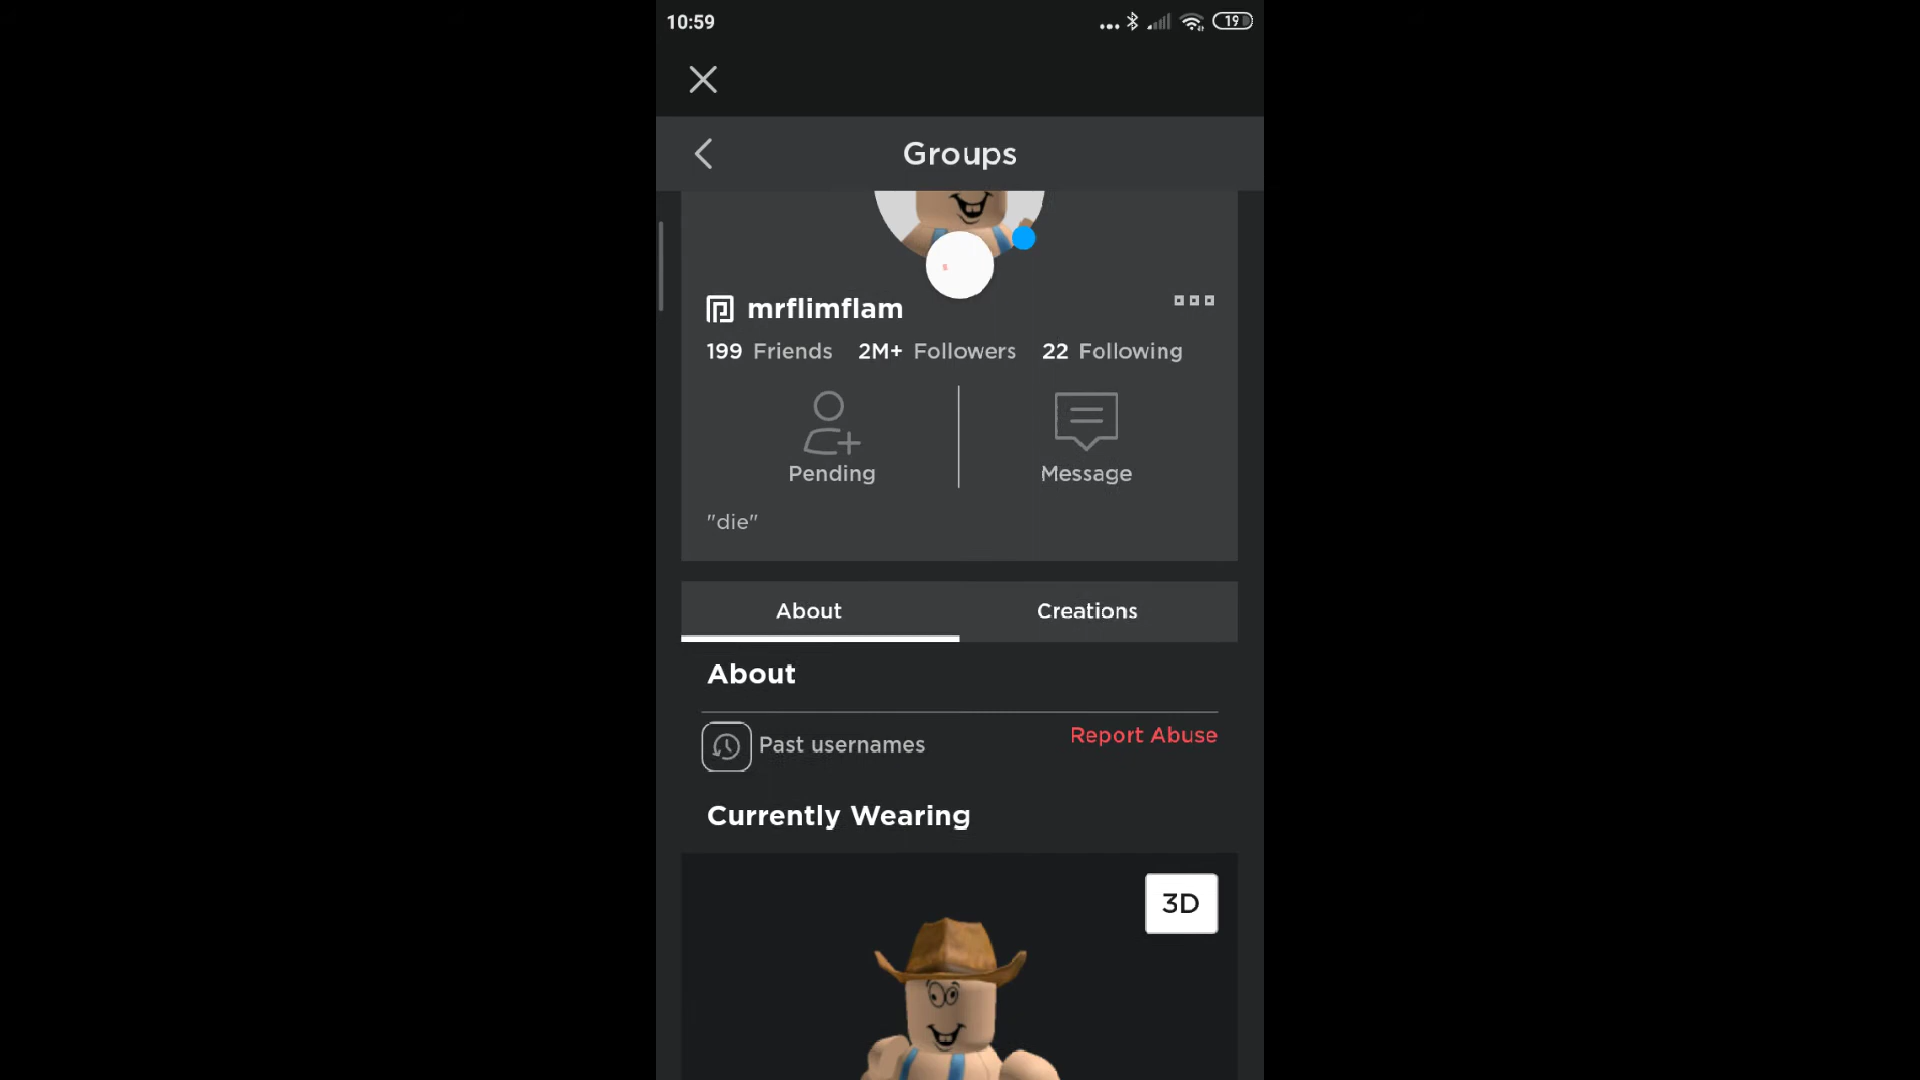 10:59
19
Groups
mrflimflam
199 Friends 2M+ Followers 22 Following
Pending Message
"die"
About Creations
About
Past usernames Report Abuse
Currently Wearing
3D